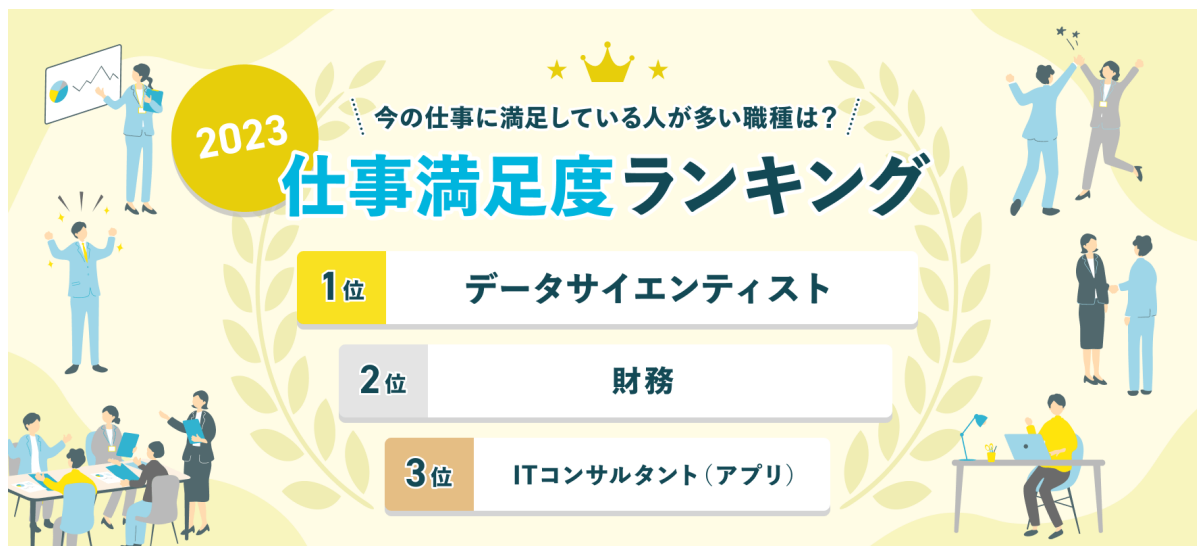 2023
今の仕事に満足している人が多い職種は？
仕事満足度ランキング
1位 データサイエンティスト
2位 財務
3位 ITコンサルタント（アプリ）